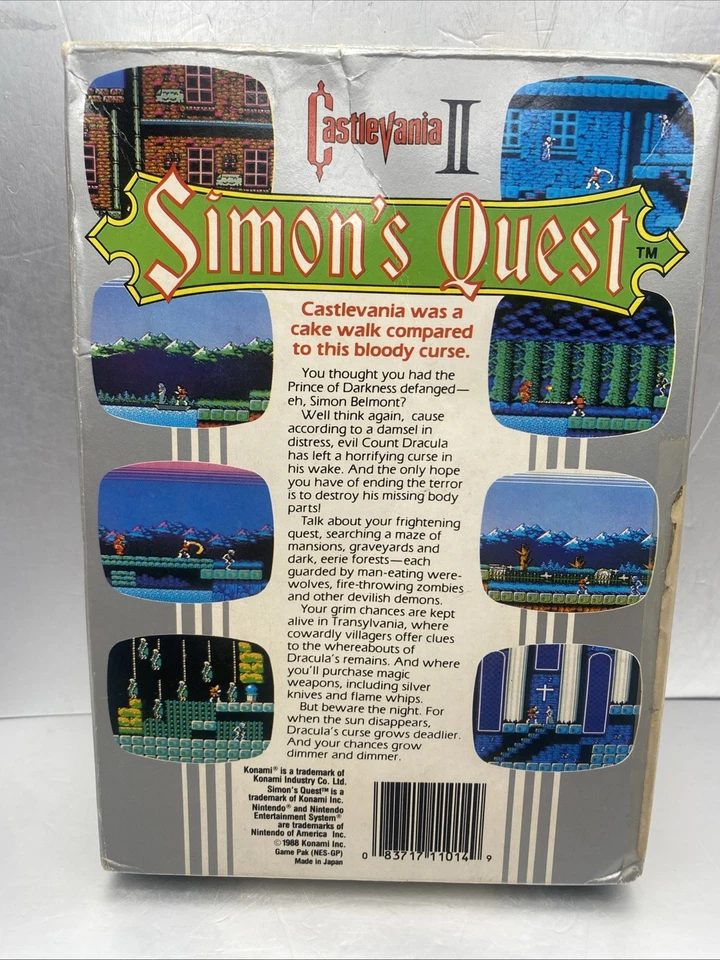 Castlevania II
Simon's Quest™
Castlevania was a
cake walk compared
to this bloody curse.
You thought you had the
Prince of Darkness defanged—
eh, Simon Belmont?
Well think again, cause
according to a damsel in
distress, evil Count Dracula
has left a horrifying curse in
his wake. And the only hope
you have of ending the terror
is to destroy his missing body
parts!
Talk about your frightening
quest, searching a maze of
mansions, graveyards and
dark, eerie forests—each
guarded by man-eating were-
wolves, fire-throwing zombies
and other devilish demons.
Your grim chances are kept
alive in Transylvania, where
cowardly villagers offer clues
to the whereabouts of
Dracula's remains. And where
you'll purchase magic
weapons, including silver
knives and flame whips.
But beware the night. For
when the sun disappears,
Dracula's curse grows deadlier.
And your chances grow
dimmer and dimmer.
Konami® is a trademark of
Konami Industry Co. Ltd.
Simon's Quest™ is a
trademark of Konami Inc.
Nintendo® and Nintendo
Entertainment System®
are trademarks of
Nintendo of America Inc.
©1988 Konami Inc.
Game Pak (NES-GP)
Made in Japan
0 83717 11014 9